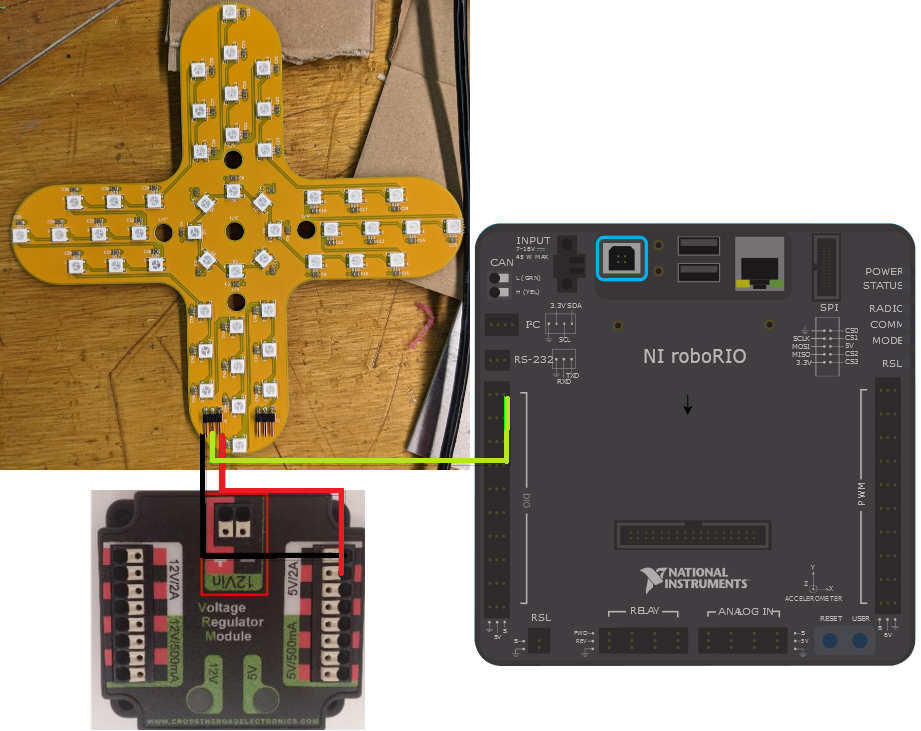 INPUT
7-16V
45 W MAX
CAN
L (GRN)
H (YEL)
3.3V SDA
I²C
SCL
RS-232
TXD
RXD
SPI
CS0
SCLK
CS1
MOSI
5V
MISO
CS2
3.3V
CS3
POWER
STATUS
RADIO
COMM
MODE
RSL
NI roboRIO
DIO
PWM
NATIONAL
INSTRUMENTS
Y
Z
X
ACCELEROMETER
RSL
RELAY
ANALOG IN
RESET
USER
S
5V
S
FWD
REV
S
5V
S
6V
12Vin
12V/2A
5V/2A
12V/500mA
5V/500mA
Voltage
Regulator
Module
12V
5V
WWW.CROSSTHEROADELECTRONICS.COM